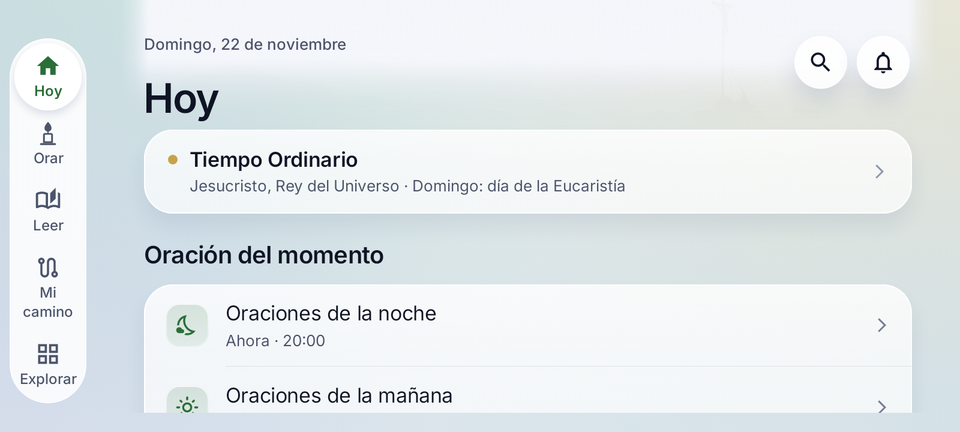 Domingo, 22 de noviembre
Hoy
Hoy
Orar
Leer
Mi
camino
Explorar
Tiempo Ordinario
Jesucristo, Rey del Universo · Domingo: día de la Eucaristía
Oración del momento
Oraciones de la noche
Ahora · 20:00
Oraciones de la mañana